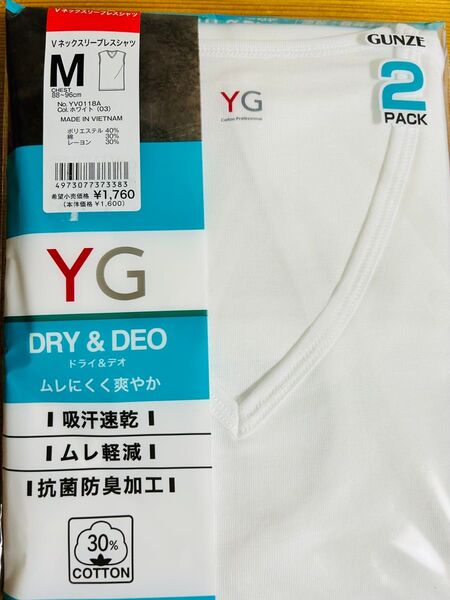 Vネックスリーブレスシャツ
M
CHEST
88~96cm
No. YV0118A
Col. ホワイト (03)
MADE IN VIETNAM
ポリエステル 40%
綿 30%
レーヨン 30%
4973077373383
希望小売価格 ¥1,760
(本体価格 ¥1,600)
GUNZE
2
PACK
YG
Cotton Professional
YG
DRY & DEO
ドライ&デオ
ムレにくく爽やか
吸汗速乾
ムレ軽減
抗菌防臭加工
30%
COTTON